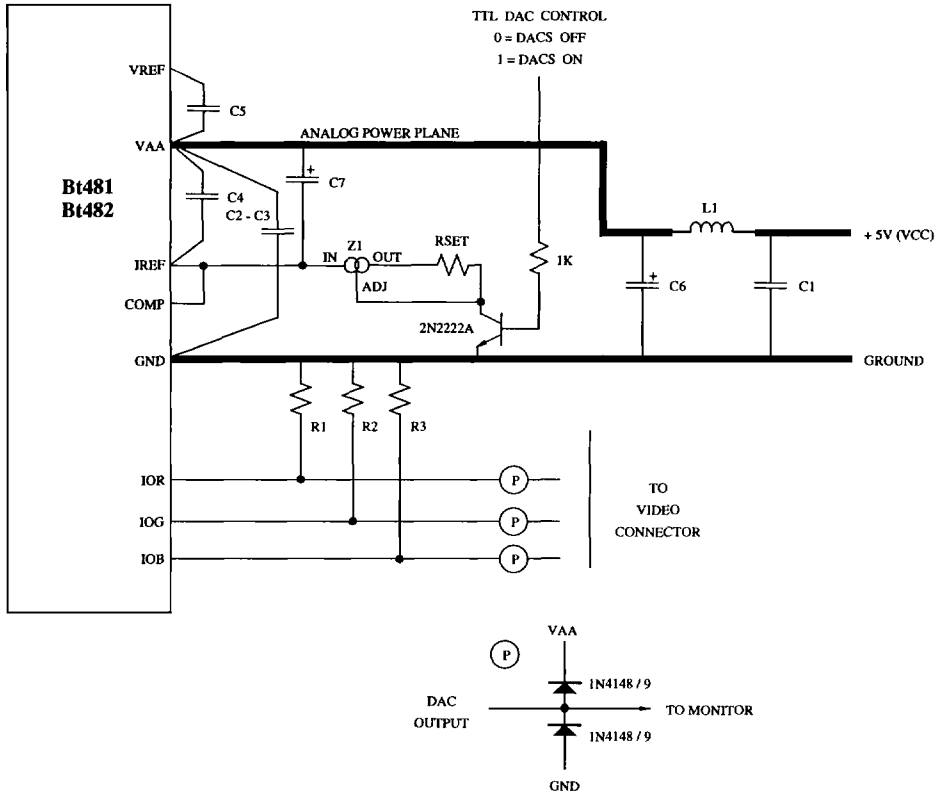 TTL DAC CONTROL
0 = DACS OFF
1 = DACS ON
VREF
C5
ANALOG POWER PLANE
VAA
Bt481
Bt482
C4
C2 - C3
+
C7
L1
+ 5V (VCC)
IREF
IN
Z1
OUT
RSET
1K
ADJ
+
C6
C1
COMP
2N2222A
GND
GROUND
R1
R2
R3
IOR
P
IOG
P
IOB
P
TO
VIDEO
CONNECTOR
P
VAA
1N4148 / 9
DAC
OUTPUT
TO MONITOR
1N4148 / 9
GND